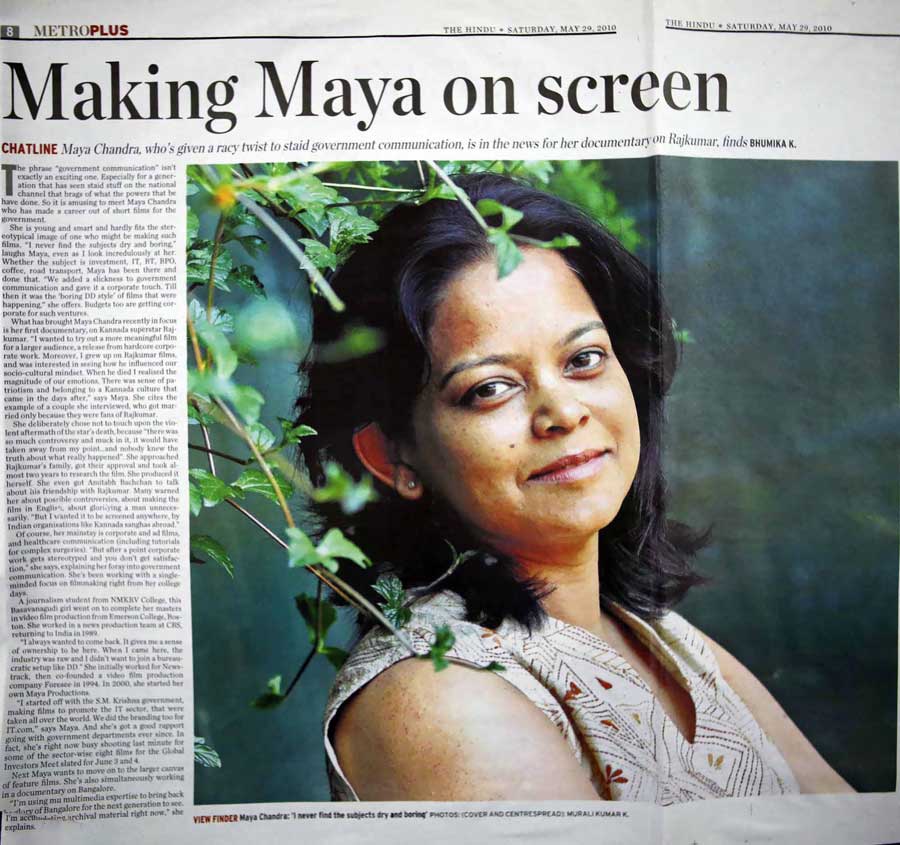 8 METROPLUS
THE HINDU • SATURDAY, MAY 29, 2010
THE HINDU • SATURDAY, MAY 29, 2010
Making Maya on screen
CHATLINE Maya Chandra, who's given a racy twist to staid government communication, is in the news for her documentary on Rajkumar, finds BHUMIKA K.
The phrase "government communication" isn't
exactly an exciting one. Especially for a gener-
ation that has seen staid stuff on the national
channel that brags of what the powers that be
have done. So it is amusing to meet Maya Chandra
who has made a career out of short films for the
government.
She is young and smart and hardly fits the ster-
eotypical image of one who might be making such
films. "I never find the subjects dry and boring,"
laughs Maya, even as I look incredulously at her.
Whether the subject is investment, IT, BT, BPO,
coffee, road transport, Maya has been there and
done that. "We added a slickness to government
communication and gave it a corporate touch. Till
then it was the 'boring DD style' of films that were
happening," she offers. Budgets too are getting cor-
porate for such ventures.
What has brought Maya Chandra recently in focus
is her first documentary, on Kannada superstar Raj-
kumar. "I wanted to try out a more meaningful film
for a larger audience, a release from hardcore corpo-
rate work. Moreover, I grew up on Rajkumar films,
and was interested in seeing how he influenced our
socio-cultural mindset. When he died I realised the
magnitude of our emotions. There was sense of pa-
triotism and belonging to a Kannada culture that
came in the days after," says Maya. She cites the
example of a couple she interviewed, who got mar-
ried only because they were fans of Rajkumar.
She deliberately chose not to touch upon the vio-
lent aftermath of the star's death, because "there was
so much controversy and muck in it, it would have
taken away from my point...and nobody knew the
truth about what really happened". She approached
Rajkumar's family, got their approval and took al-
most two years to research the film. She produced it
herself. She even got Amitabh Bachchan to talk
about his friendship with Rajkumar. Many warned
her about possible controversies, about making the
film in English, about glorifying a man unneces-
sarily. "But I wanted it to be screened anywhere, by
Indian organisations like Kannada sanghas abroad."
Of course, her mainstay is corporate and ad films,
and healthcare communication (including tutorials
for complex surgeries). "But after a point corporate
work gets stereotyped and you don't get satisfac-
tion," she says, explaining her foray into government
communication. She's been working with a single-
minded focus on filmmaking right from her college
days.
A journalism student from NMKRV College, this
Basavanagudi girl went on to complete her masters
in video film production from Emerson College, Bos-
ton. She worked in a news production team at CBS,
returning to India in 1989.
"I always wanted to come back. It gives me a sense
of ownership to be here. When I came here, the
industry was raw and I didn't want to join a bureau-
cratic setup like DD." She initially worked for News-
track, then co-founded a video film production
company Foresee in 1994. In 2000, she started her
own Maya Productions.
"I started off with the S.M. Krishna government,
making films to promote the IT sector, that were
taken all over the world. We did the branding too for
IT.com," says Maya. And she's got a good rapport
going with government departments ever since. In
fact, she's right now busy shooting last minute for
some of the sector-wise eight films for the Global
Investors Meet slated for June 3 and 4.
Next Maya wants to move on to the larger canvas
of feature films. She's also simultaneously working
in a documentary on Bangalore.
"I'm using mu multimedia expertise to bring back
of Bangalore for the next generation to see.
I'm archival material right now," she
explains.
VIEW FINDER Maya Chandra: 'I never find the subjects dry and boring' PHOTOS: (COVER AND CENTRESPREAD): MURALI KUMAR K.